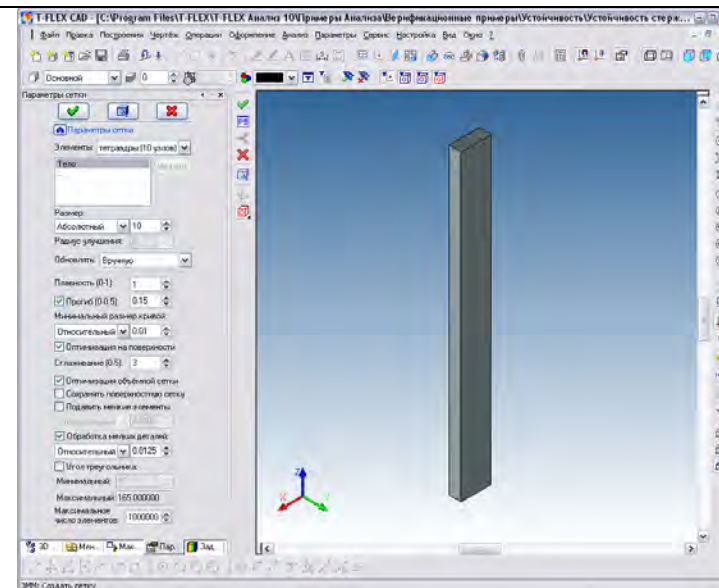 T-FLEX CAD - [C:\Program Files\T-FLEX\T-FLEX Анализ 10\Примеры Анализа\Верификационные примеры\Устойчивость\Устойчивость стера...
Файл Правка Построения Чертёж Операции Оформление Анализ Параметры Сервис Настройка Вид Окно ?
Основной 0
Параметры сетки
Параметры сетки
Элементы: тетраэдры (10 узлов)
Тело
Размер:
Абсолютный 10
Радиус улучшения:
Обновлять: Вручную
Плавность (0-1): 1
Прогиб (0-0.5): 0.15
Минимальный размер кривой:
Относительный 0.01
Оптимизация на поверхности
Сглаживание (0-5): 3
Оптимизация объёмной сетки
Сохранить поверхностную сетку
Подавить мелкие элементы
Обработка мелких деталей:
Относительный 0.0125
Угол треугольника:
Минимальный:
Максимальный: 165.000000
Максимальное
число элементов: 1000000
Z
X
Y
3D Мен... Мак... Пар... Зад...
ЗММ: Создать сетку